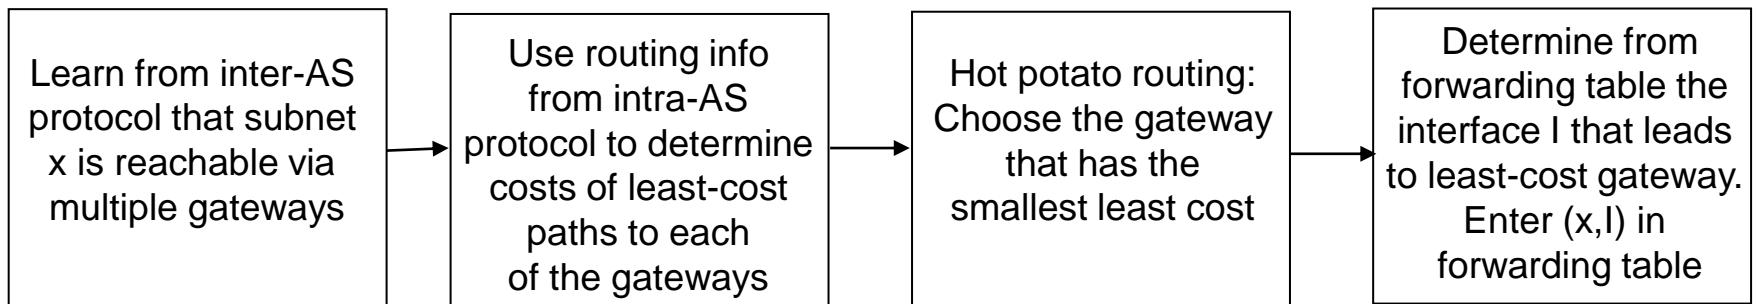 Learn from inter-AS
protocol that subnet
x is reachable via
multiple gateways
Use routing info
from intra-AS
protocol to determine
costs of least-cost
paths to each
of the gateways
Hot potato routing:
Choose the gateway
that has the
smallest least cost
Determine from
forwarding table the
interface I that leads
to least-cost gateway.
Enter (x,I) in
forwarding table